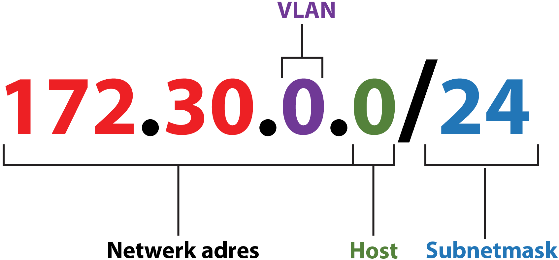 VLAN
172.30.0.0/24
Netwerk adres Host Subnetmask